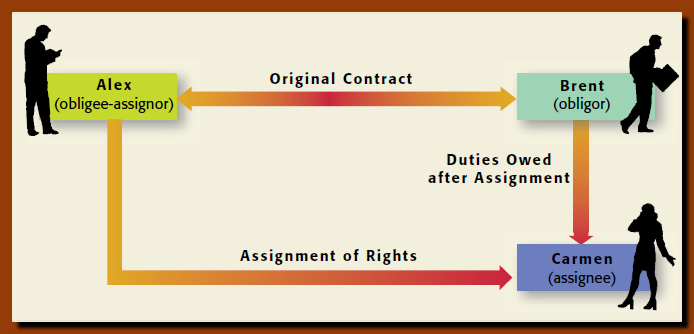 Original Contract
Alex
(obligee-assignor)
Brent
(obligor)
Duties Owed
after Assignment
Assignment of Rights
Carmen
(assignee)